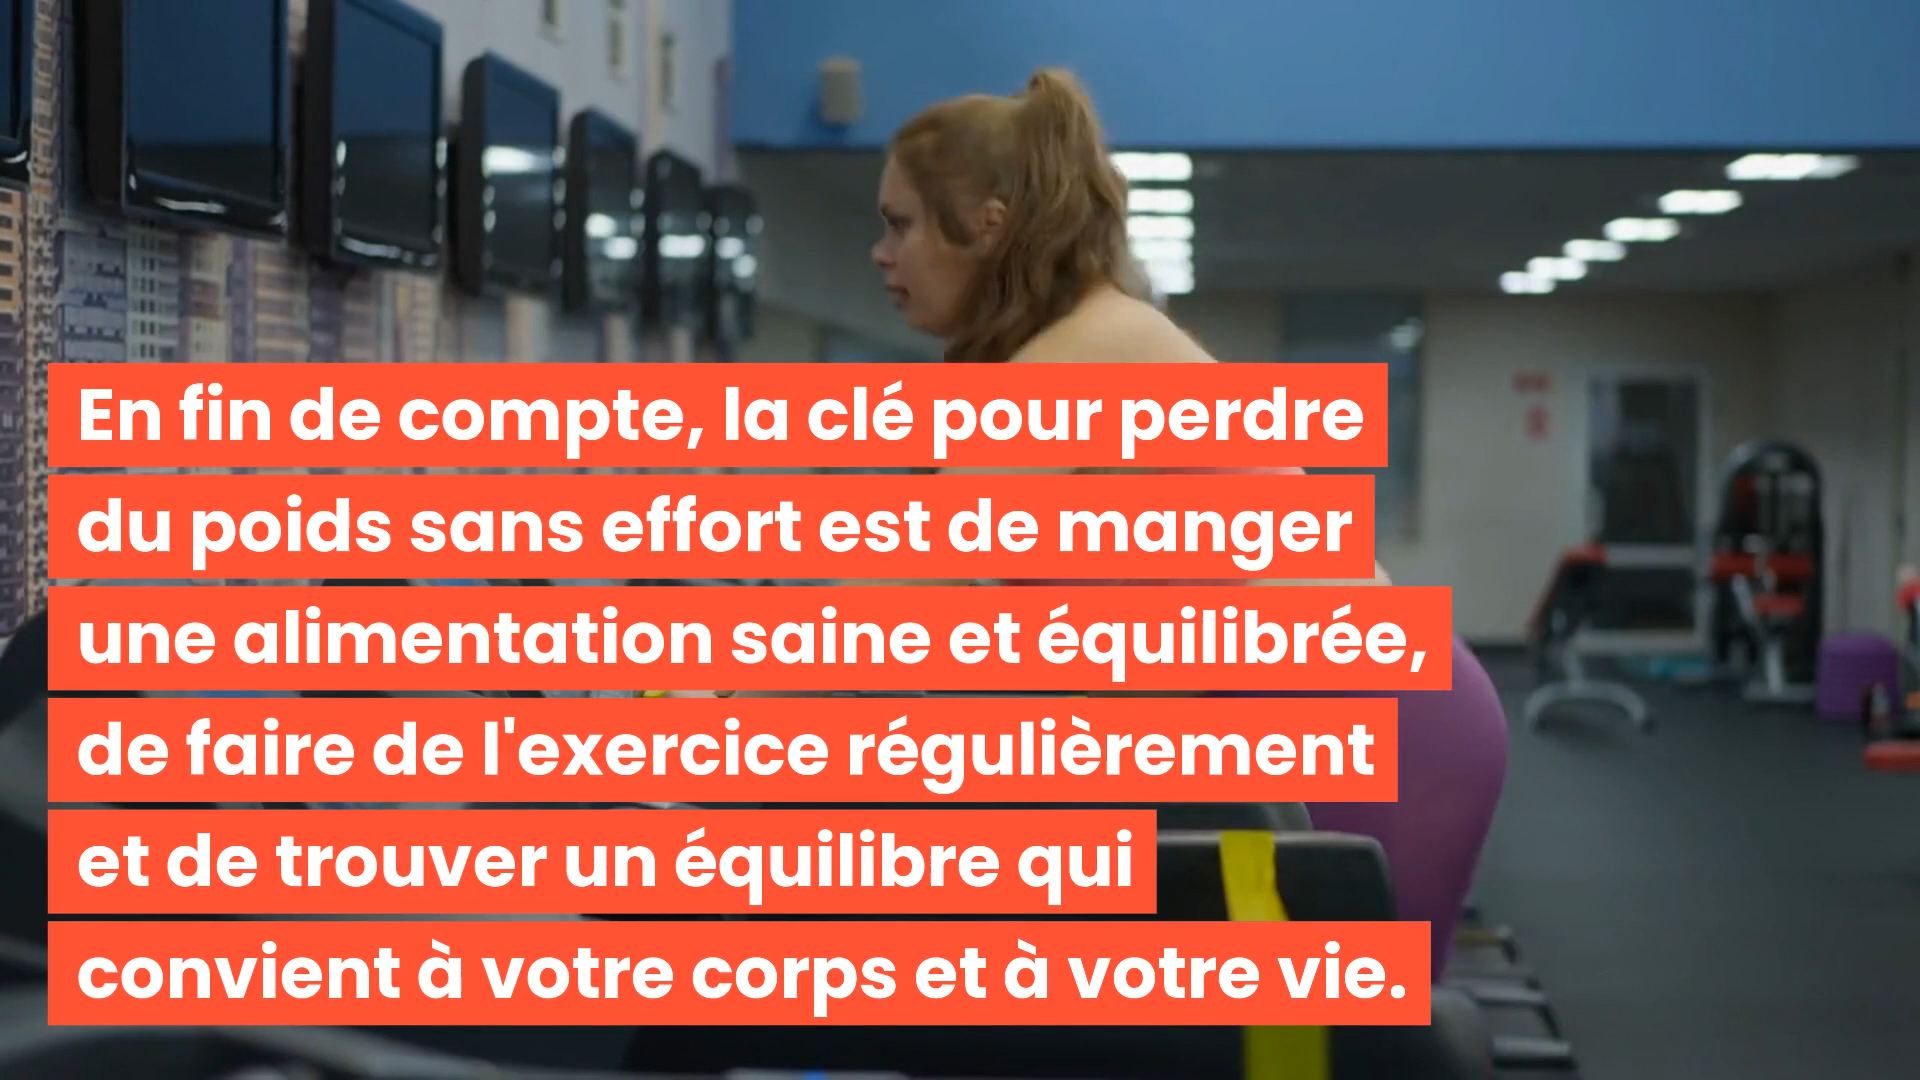 En fin de compte, la clé pour perdre
du poids sans effort est de manger
une alimentation saine et équilibrée,
de faire de l'exercice régulièrement
et de trouver un équilibre qui
convient à votre corps et à votre vie.